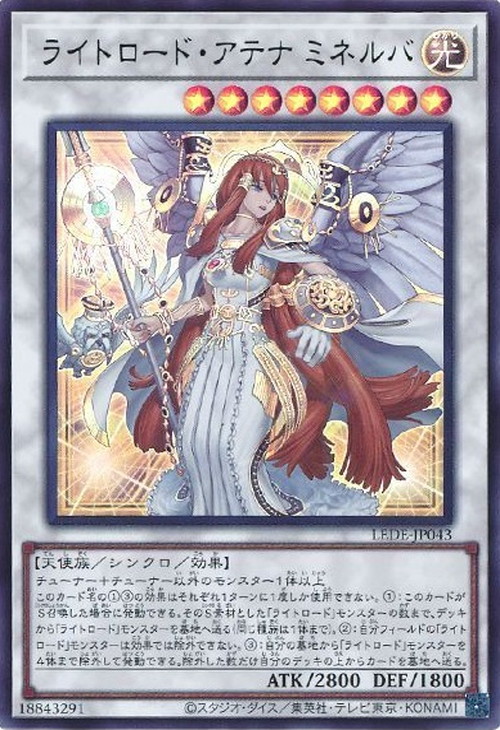 ライトロード・アテナ ミネルバ
光
LEDE-JP043
【天使族/シンクロ/効果】
チューナー+チューナー以外のモンスター1体以上
このカード名の①③の効果はそれぞれ1ターンに1度しか使用できない。①:このカードが
S召喚した場合に発動できる。そのS素材とした「ライトロード」モンスターの数まで、デッキ
から「ライトロード」モンスターを墓地へ送る(同じ種族は1体まで)。②:自分フィールドの「ライト
ロード」モンスターは効果では除外できない。③:自分の墓地から「ライトロード」モンスターを
4体まで除外して発動できる。除外した数だけ自分のデッキの上からカードを墓地へ送る。
ATK/2800 DEF/1800
18843291
©スタジオ・ダイス/集英社・テレビ東京・KONAMI